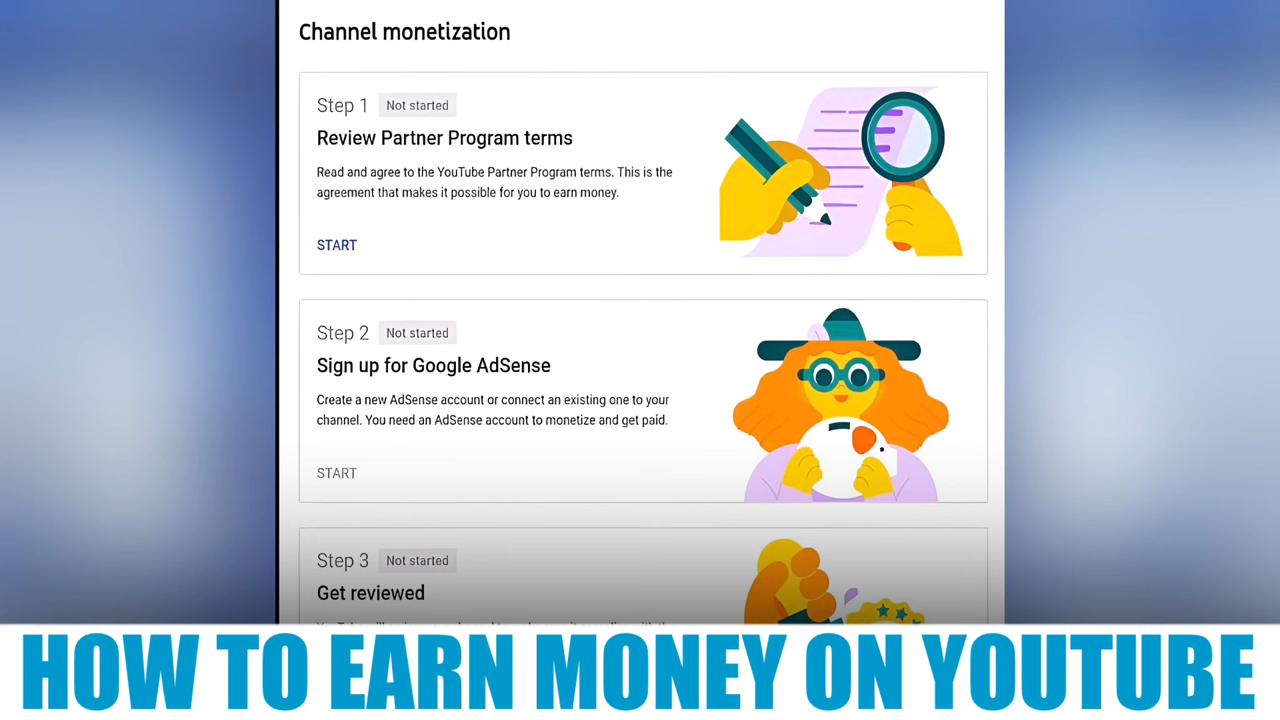 Channel monetization
Step 1 Not started
Review Partner Program terms
Read and agree to the YouTube Partner Program terms. This is the
agreement that makes it possible for you to earn money.
START
Step 2 Not started
Sign up for Google AdSense
Create a new AdSense account or connect an existing one to your
channel. You need an AdSense account to monetize and get paid.
START
Step 3 Not started
Get reviewed
HOW TO EARN MONEY ON YOUTUBE